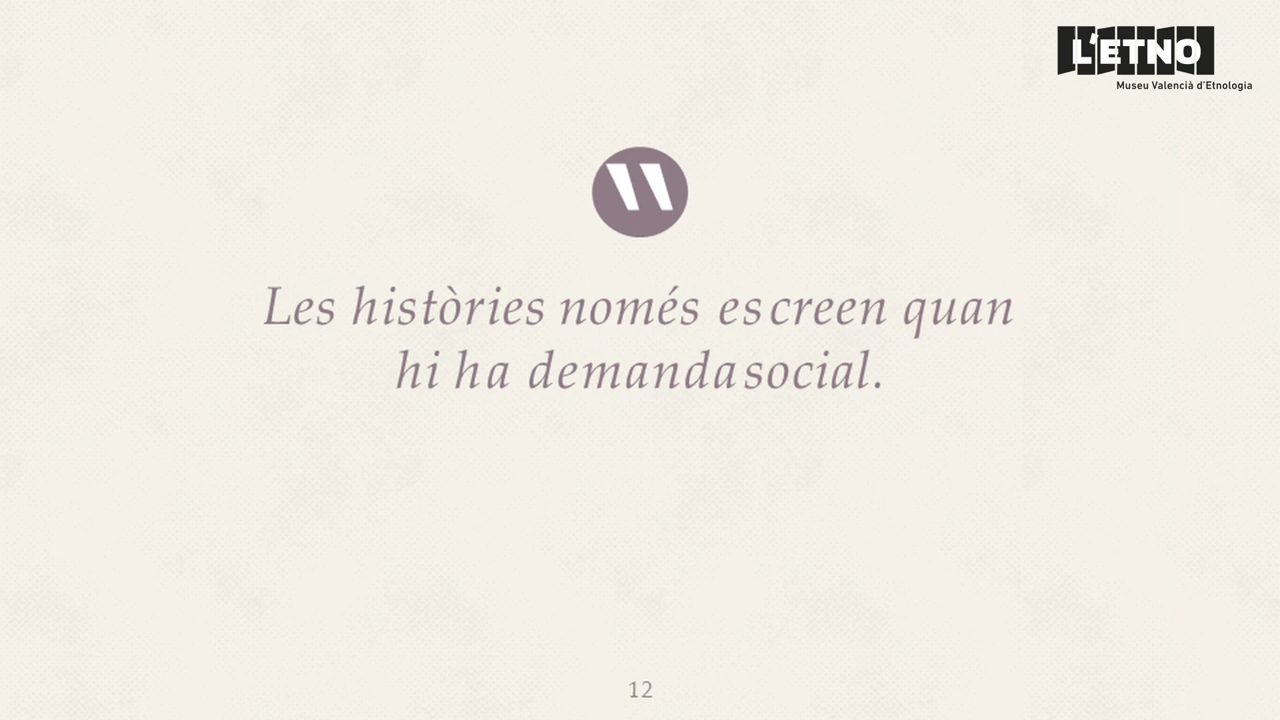 L'ETNO
Museu Valencià d'Etnologia
Les històries només es creen quan
hi ha demanda social.
12